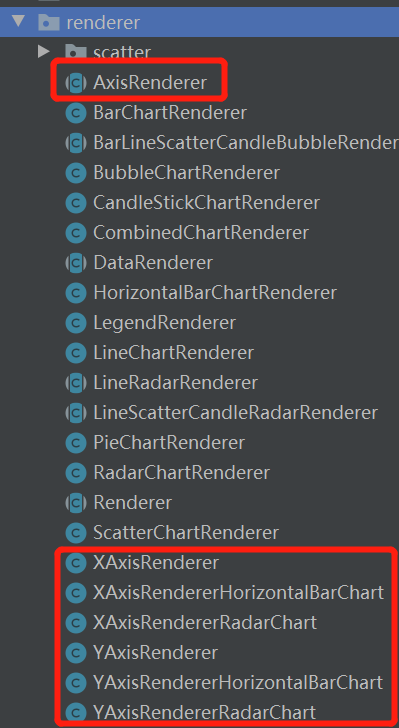 renderer
scatter
AxisRenderer
BarChartRenderer
BarLineScatterCandleBubbleRender
BubbleChartRenderer
CandleStickChartRenderer
CombinedChartRenderer
DataRenderer
HorizontalBarChartRenderer
LegendRenderer
LineChartRenderer
LineRadarRenderer
LineScatterCandleRadarRenderer
PieChartRenderer
RadarChartRenderer
Renderer
ScatterChartRenderer
XAxisRenderer
XAxisRendererHorizontalBarChart
XAxisRendererRadarChart
YAxisRenderer
YAxisRendererHorizontalBarChart
YAxisRendererRadarChart